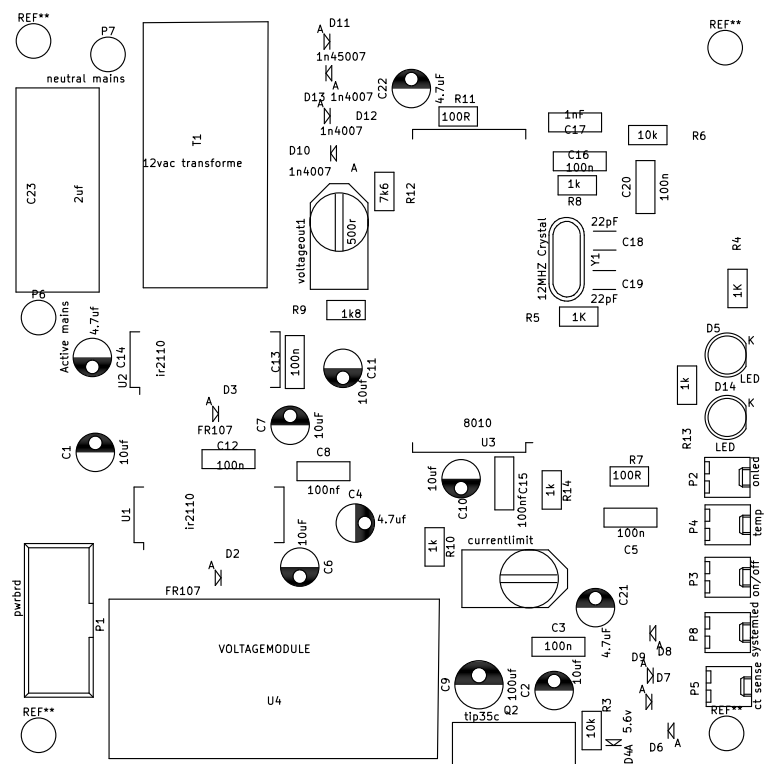 REF**
P7
neutral mains
T1
12vac transforme
D11
A
1n45007
A
D13
1n4007
A
D12
1n4007
D10
1n4007
A
C22
4.7uF
R11
100R
1nF
C17
10k
R6
REF**
C16
100n
1k
R8
C20
100n
C23
2uf
7k6
R12
voltageout1
500r
22pF
C18
12MHZ Crystal
Y1
C19
22pF
R4
1K
P6
Active mains
4.7uf
C14
U2
ir2110
C13
100n
R9
1k8
C11
10uf
R5
1K
D5
K
LED
1k
R13
D14
K
LED
D3
A
FR107
C7
10uF
C1
10uf
C12
100n
C8
100nf
8010
U3
10uf
C10
C15
100nf
1k
R14
R7
100R
P2
onled
U1
ir2110
C4
4.7uf
100n
C5
P4
temp
10uF
C6
1k
R10
currentlimit
P3
on/off
D2
A
FR107
pwrbrd
P1
C21
4.7uF
P8
systemled
VOLTAGEMODULE
U4
C3
100n
D8
A
D9
A
D7
A
P5
ct sense
C9
100uf
C2
10uf
tip35c
Q2
R3
10k
5.6v
D4
A
D6
A
REF**
REF**